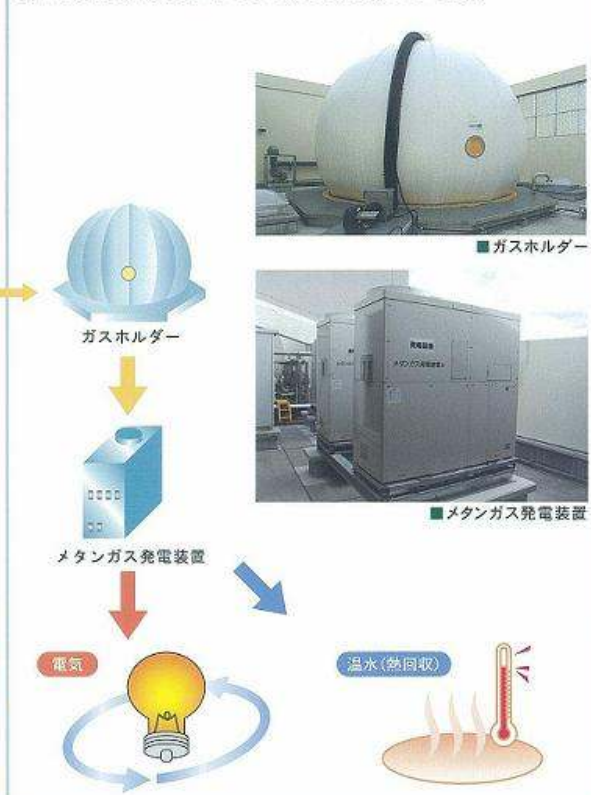 ■ガスホルダー
ガスホルダー
■メタンガス発電装置
メタンガス発電装置
電気
温水(熱回収)